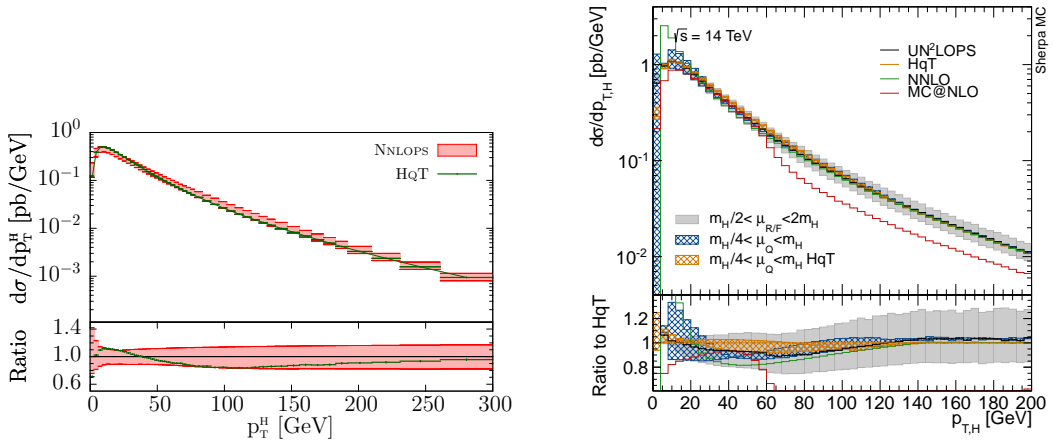 dσ/dp_T^H [pb/GeV]
10^0
10^-1
10^-2
10^-3
NNLOPS
HQT
Ratio
1.4
1.0
0.6
0 50 100 150 200 250 300
p_T^H [GeV]
dσ/dp_T,H [pb/GeV]
1
10^-1
10^-2
√s = 14 TeV
UN²LOPS
HqT
NNLO
MC@NLO
Sherpa MC
m_H/2< μ_R/F <2m_H
m_H/4< μ_Q <m_H
m_H/4< μ_Q <m_H HqT
Ratio to HqT
1.2
1
0.8
0 20 40 60 80 100 120 140 160 180 200
p_T,H [GeV]